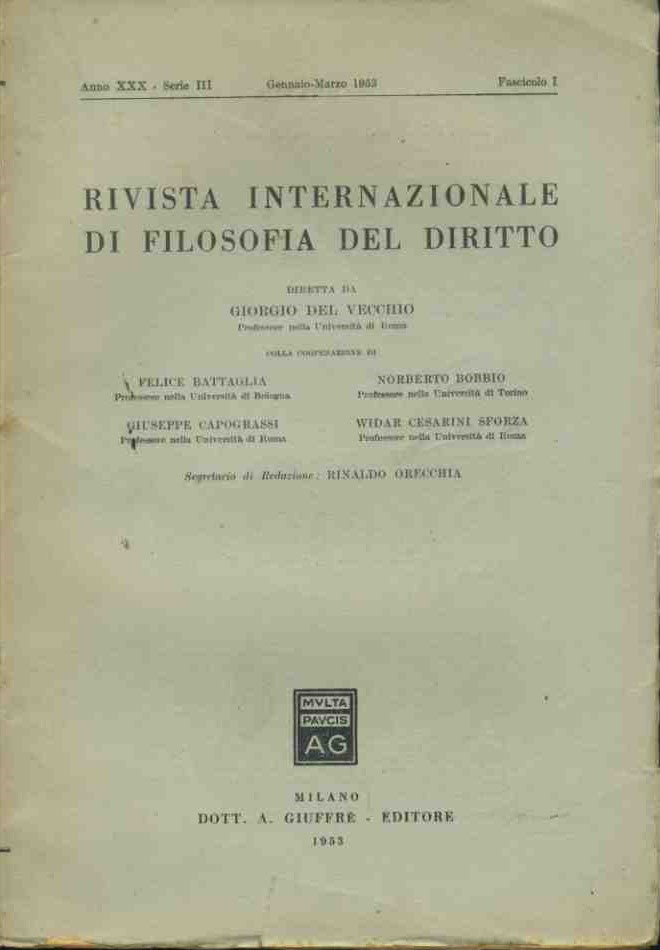 Anno XXX - Serie III Gennaio-Marzo 1953 Fascicolo I
RIVISTA INTERNAZIONALE
DI FILOSOFIA DEL DIRITTO
DIRETTA DA
GIORGIO DEL VECCHIO
Professore nella Università di Roma
COLLA COOPERAZIONE DI
FELICE BATTAGLIA NORBERTO BOBBIO
Professore nella Università di Bologna Professore nella Università di Torino
GIUSEPPE CAPOGRASSI WIDAR CESARINI SFORZA
Professore nella Università di Roma Professore nella Università di Roma
Segretario di Redazione: RINALDO ORECCHIA
MVLTA
PAVCIS
AG
MILANO
DOTT. A. GIUFFRÈ - EDITORE
1953